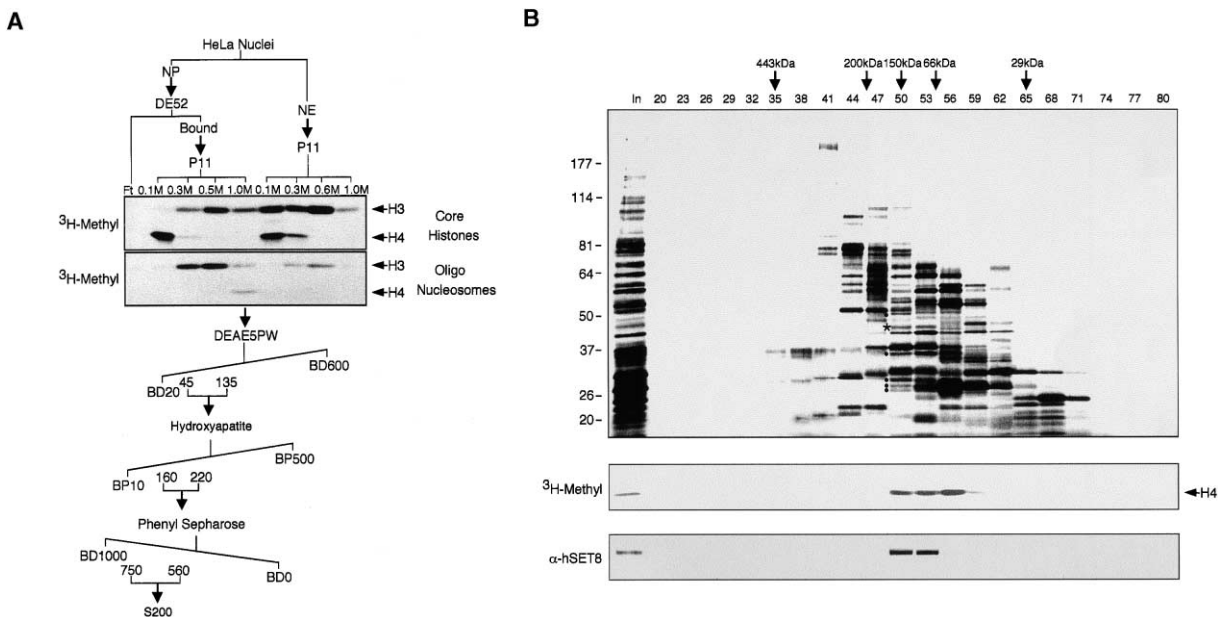 A
HeLa Nuclei
NP
DE52
NE
Bound
P11
P11
Ft 0.1M 0.3M 0.5M 1.0M 0.1M 0.3M 0.6M 1.0M
³H-Methyl
H3
H4
Core
Histones
³H-Methyl
H3
H4
Oligo
Nucleosomes
DEAE5PW
BD600
BD20
45 135
Hydroxyapatite
BP500
BP10
160 220
Phenyl Sepharose
BD1000
BD0
750 560
S200
B
443kDa 200kDa 150kDa 66kDa 29kDa
In 20 23 26 29 32 35 38 41 44 47 50 53 56 59 62 65 68 71 74 77 80
177
114
81
64
50
*
37
26
20
³H-Methyl
H4
α-hSET8